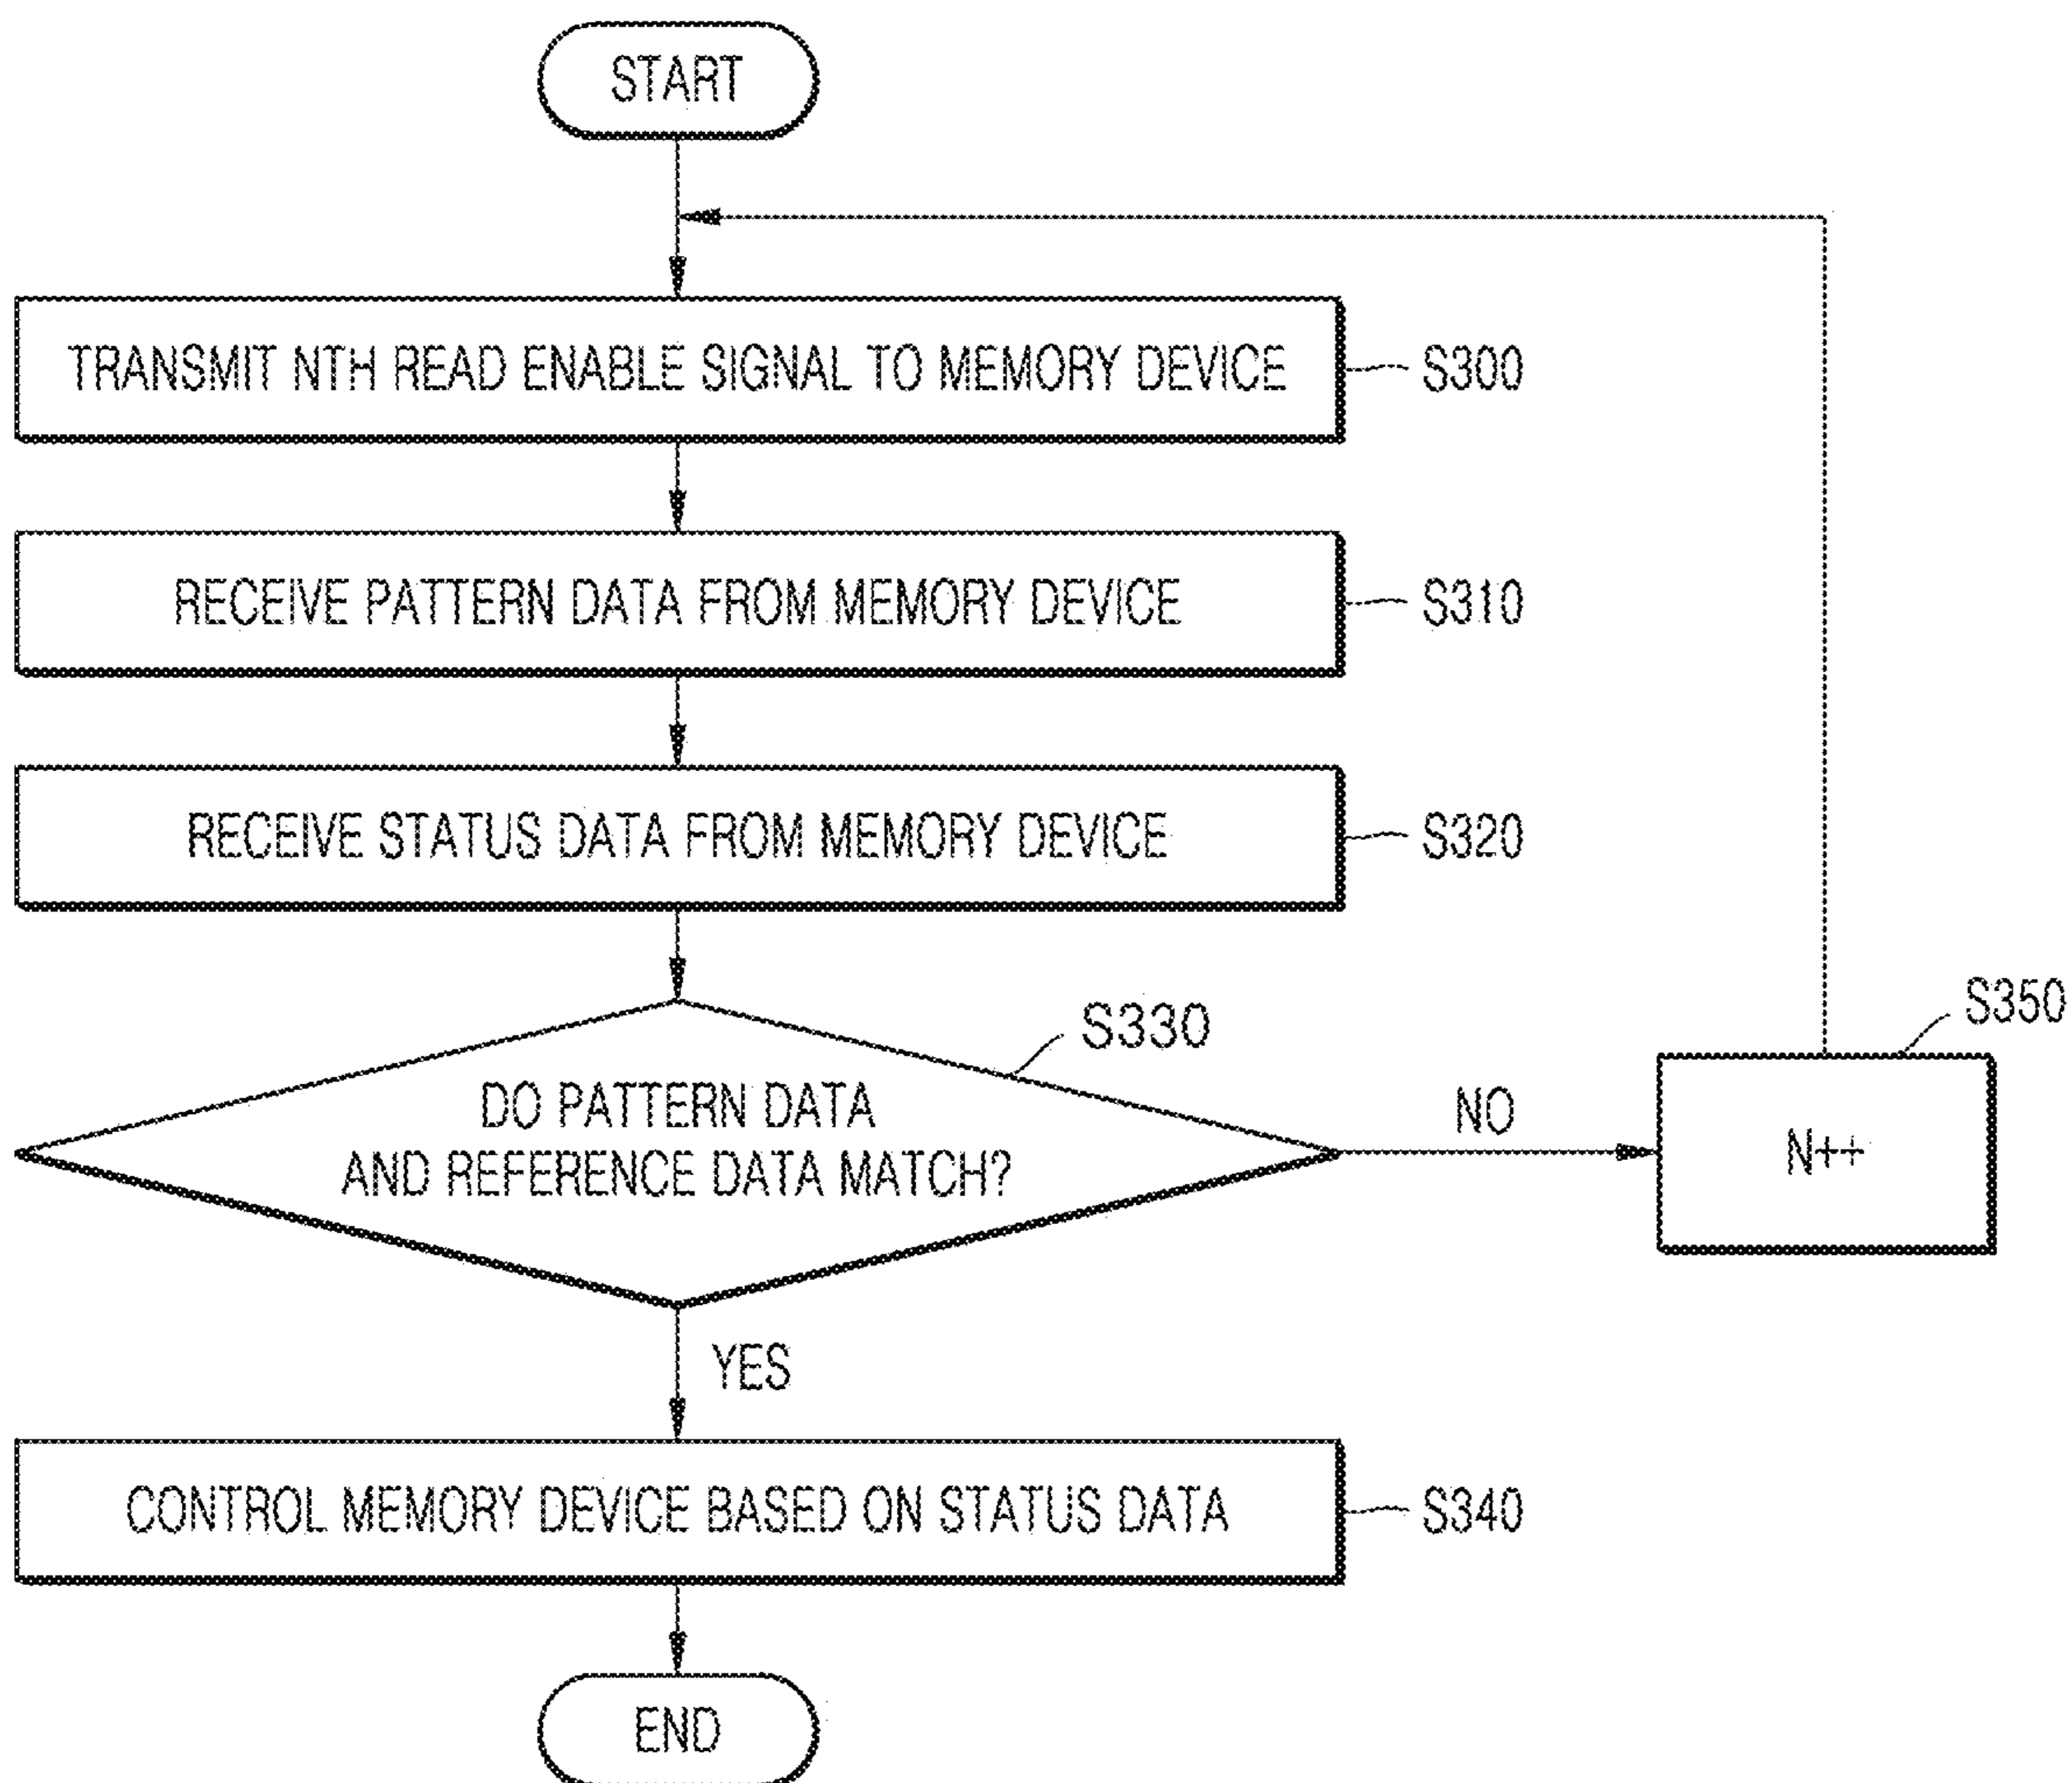 START
TRANSMIT NTH READ ENABLE SIGNAL TO MEMORY DEVICE
S300
RECEIVE PATTERN DATA FROM MEMORY DEVICE
S310
RECEIVE STATUS DATA FROM MEMORY DEVICE
S320
S330
DO PATTERN DATA
AND REFERENCE DATA MATCH?
NO
S350
N++
YES
CONTROL MEMORY DEVICE BASED ON STATUS DATA
S340
END